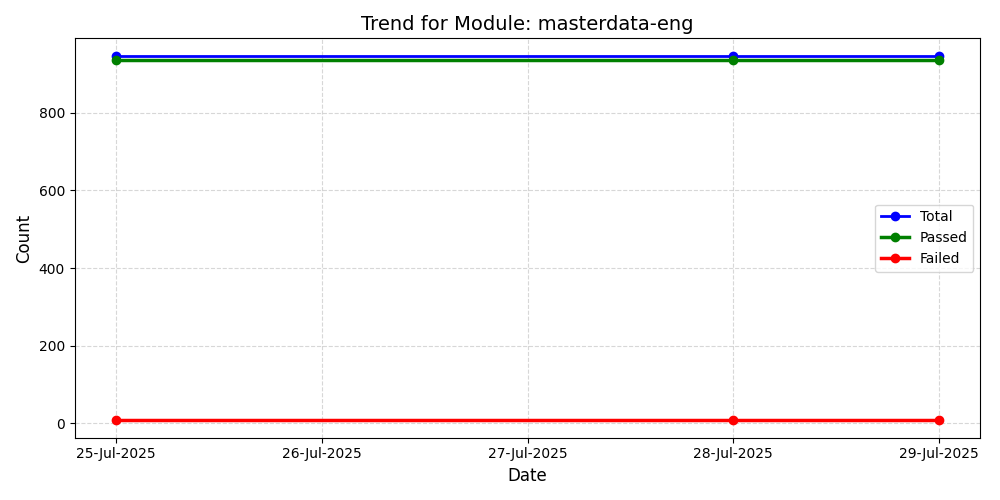 Trend for Module: masterdata-eng
Count
800
600
400
200
0
Total
Passed
Failed
25-Jul-2025 26-Jul-2025 27-Jul-2025 28-Jul-2025 29-Jul-2025
Date